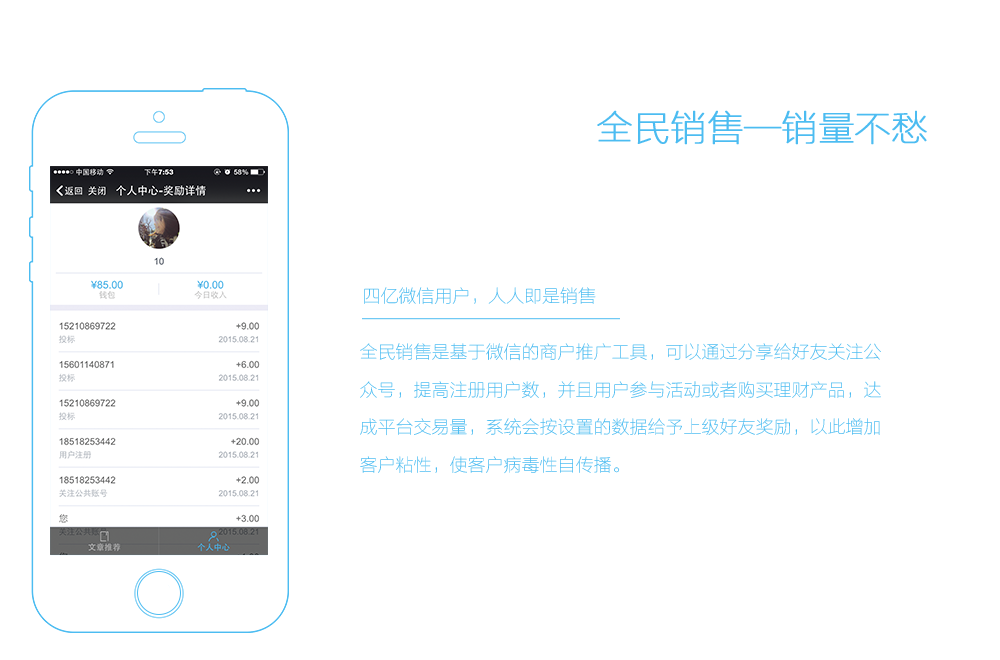 全民销售—销量不愁
中国移动 下午7:53 58%
返回 关闭 个人中心-奖励详情
10
¥85.00 ¥0.00
钱包 今日收入
15210869722 +9.00
投标 2015.08.21
15601140871 +6.00
投标 2015.08.21
15210869722 +9.00
投标 2015.08.21
18518253442 +20.00
用户注册 2015.08.21
18518253442 +2.00
关注公共账号 2015.08.21
您 +3.00
关注公共账号 2015.08.21
文章推荐 个人中心
四亿微信用户，人人即是销售
全民销售是基于微信的商户推广工具，可以通过分享给好友关注公
众号，提高注册用户数，并且用户参与活动或者购买理财产品，达
成平台交易量，系统会按设置的数据给予上级好友奖励，以此增加
客户粘性，使客户病毒性自传播。